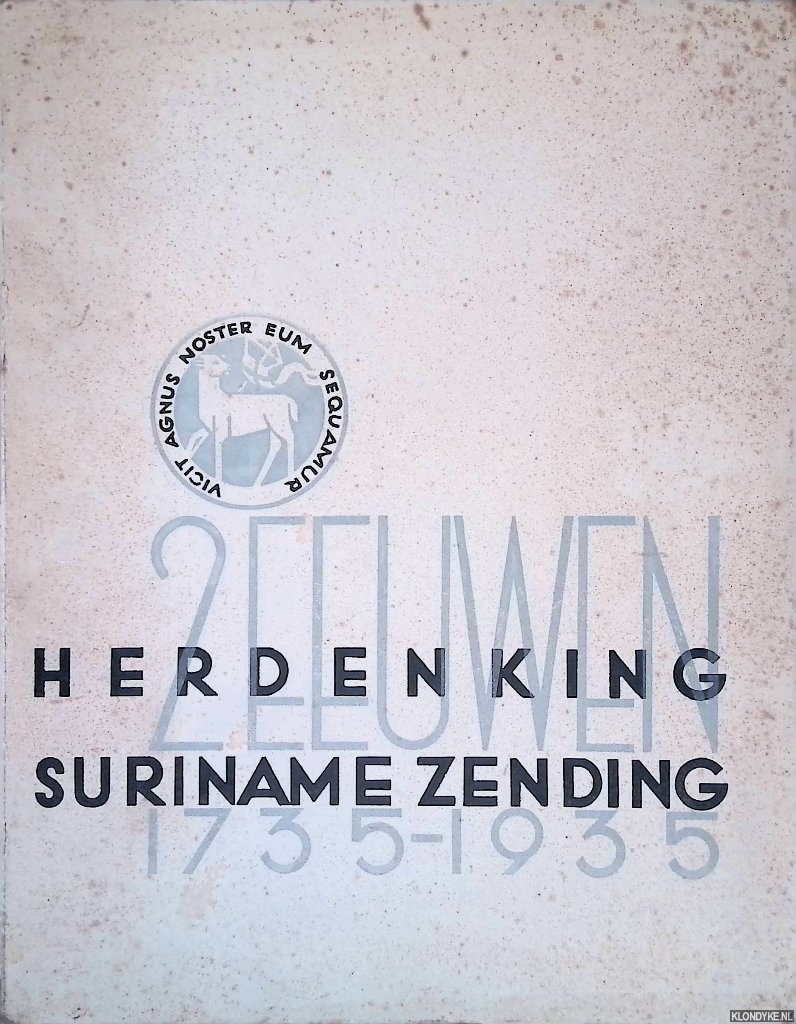 VICIT AGNUS NOSTER EUM SEQUAMUR
2 EEUWEN
HERDENKING
SURINAME ZENDING
1735-1935
KLONDYKE.NL